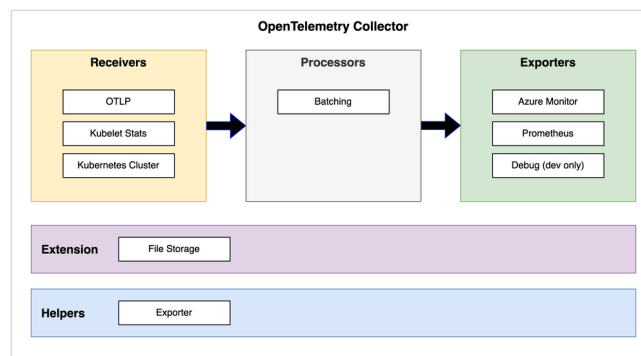 OpenTelemetry Collector
Receivers
OTLP
Kubelet Stats
Kubernetes Cluster
Processors
Batching
Exporters
Azure Monitor
Prometheus
Debug (dev only)
Extension
File Storage
Helpers
Exporter